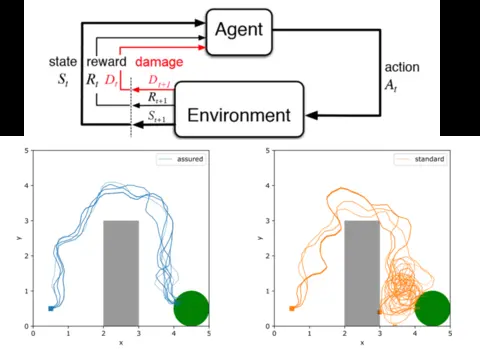 Agent
state reward damage
S_t R_t D_t
action
A_t
D_{t+1}
R_{t+1}
S_{t+1}
Environment
5
4
3
2
1
0
y
0 1 2 3 4 5
x
assured
5
4
3
2
1
0
y
0 1 2 3 4 5
x
standard